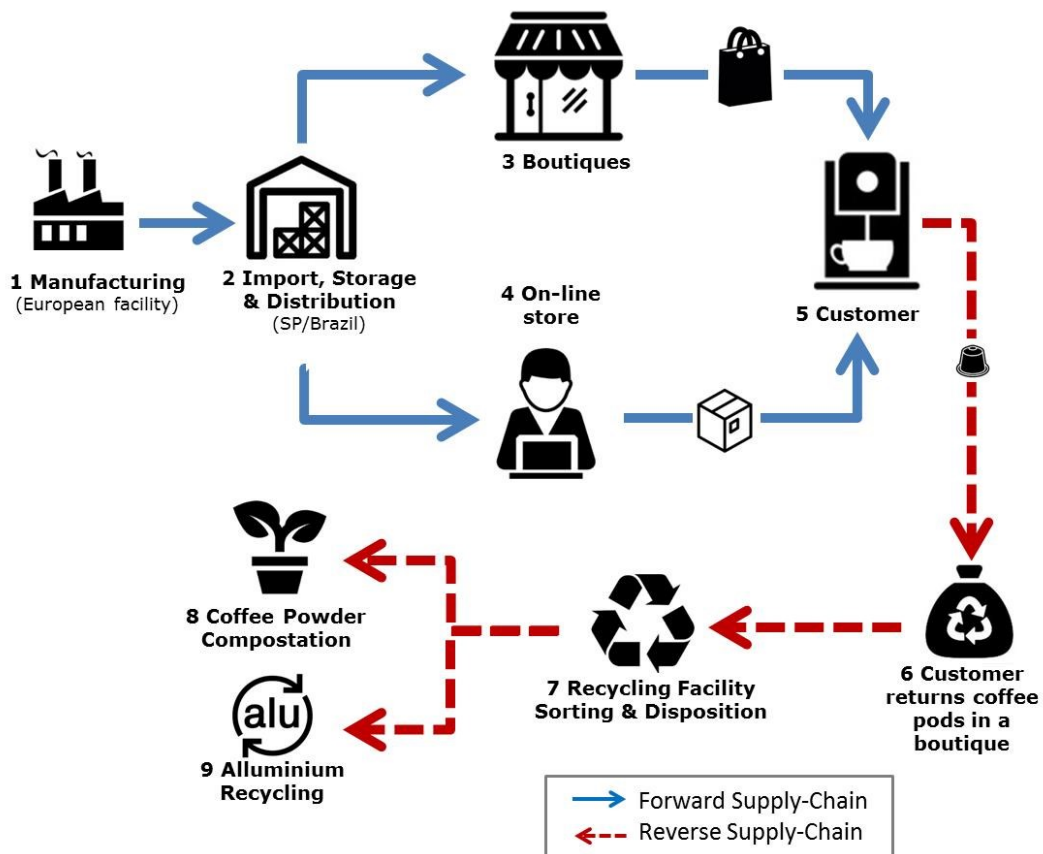 3 Boutiques
1 Manufacturing
(European facility)
2 Import, Storage
& Distribution
(SP/Brazil)
4 On-line
store
5 Customer
8 Coffee Powder
Compostation
7 Recycling Facility
Sorting & Disposition
6 Customer
returns coffee
pods in a
boutique
alu
9 Alluminium
Recycling
Forward Supply-Chain
Reverse Supply-Chain